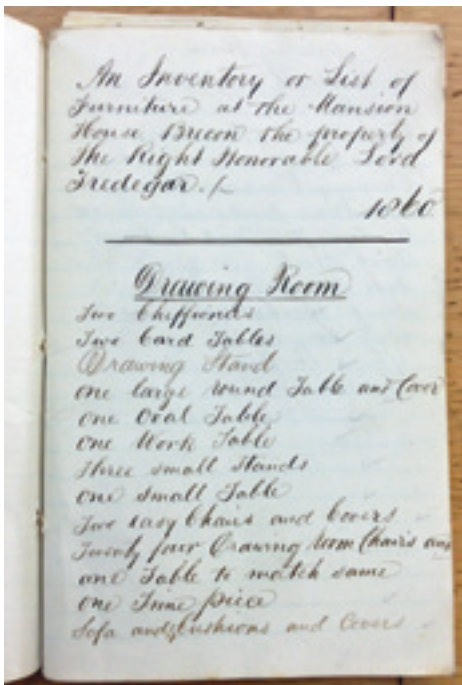 An Inventory or List of
Furniture at the Mansion
House Brecon the property of
the Right Honorable Lord
Tredegar./
1860
Drawing Room
Two Cheffioners
Two Card Tables
Drawing Stand
one large round Table and Cover
one Oval Table
one Work Table
three small Stands
one small Table
Two easy Chairs and Covers
Twenty four Drawing room Chairs and
one Table to match same
one Time piece
Sofa and Cushions and Covers